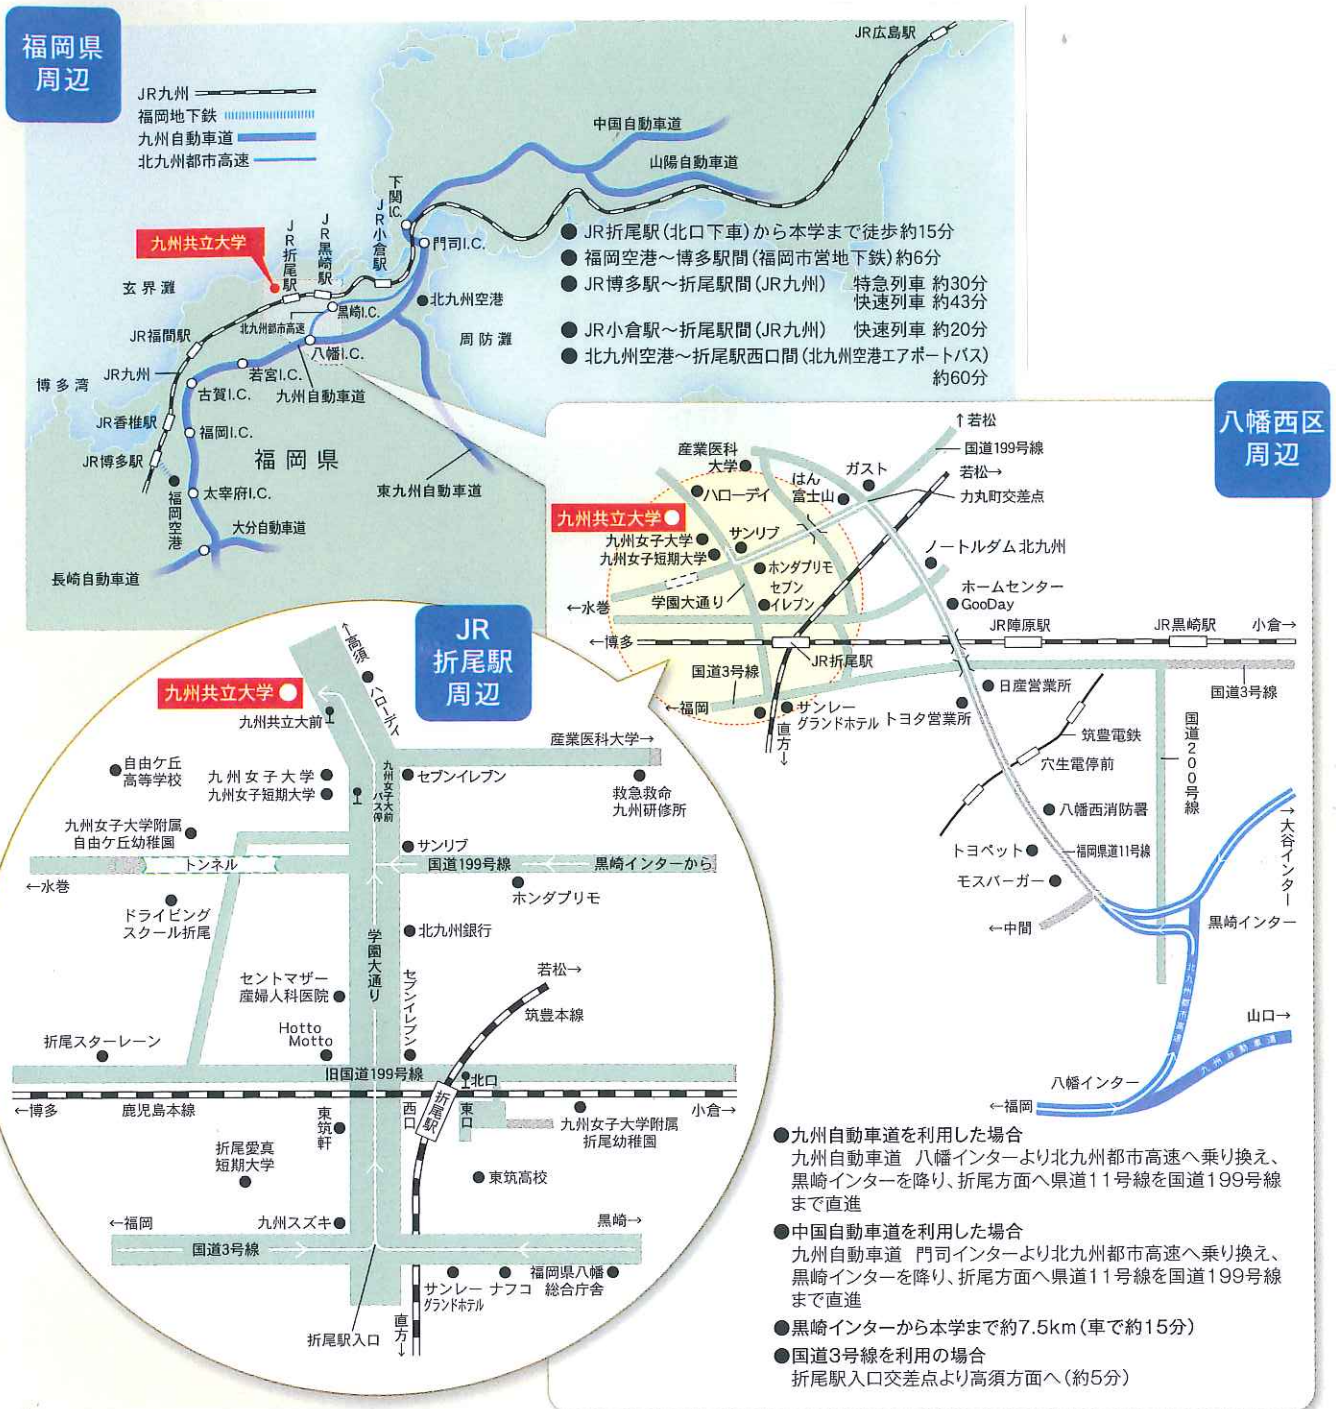 福岡県
周辺
JR九州
福岡地下鉄
九州自動車道
北九州都市高速
JR広島駅
中国自動車道
山陽自動車道
下関I.C.
JR小倉駅
JR黒崎駅
JR折尾駅
九州共立大学
門司I.C.
玄界灘
北九州空港
黒崎I.C.
北九州都市高速
周防灘
JR福間駅
八幡I.C.
若宮I.C.
JR九州
博多湾
古賀I.C.
九州自動車道
JR香椎駅
福岡I.C.
JR博多駅
福岡県
太宰府I.C.
東九州自動車道
福岡空港
大分自動車道
長崎自動車道
●JR折尾駅(北口下車)から本学まで徒歩約15分
●福岡空港～博多駅間(福岡市営地下鉄)約6分
●JR博多駅～折尾駅間(JR九州) 特急列車 約30分
快速列車 約43分
●JR小倉駅～折尾駅間(JR九州) 快速列車 約20分
●北九州空港～折尾駅西口間(北九州空港エアポートバス)
約60分
八幡西区
周辺
↑若松
国道199号線
産業医科
大学
ガスト
若松→
はん
富士山
ハローデイ
力丸町交差点
九州共立大学
サンリブ
九州女子大学
九州女子短期大学
ノートルダム北九州
ホンダプリモ
セブン
イレブン
学園大通り
ホームセンター
GooDay
←水巻
JR陣原駅
JR黒崎駅
小倉→
←博多
JR折尾駅
国道3号線
日産営業所
国道3号線
←福岡
サンレー
グランドホテル
トヨタ営業所
直方→
国道200号線
筑豊電鉄
穴生電停前
八幡西消防署
→大谷インター
トヨペット
福岡県道11号線
モスバーガー
←中間
黒崎インター
北九州都市高速
山口→
九州自動車道
八幡インター
←福岡
JR
折尾駅
周辺
↑高須
ハローデイ
九州共立大学
九州共立大前
産業医科大学→
自由ケ丘
高等学校
九州女子大学
九州女子短期大学
九州女子大前
バス停
セブンイレブン
救急救命
九州研修所
九州女子大学附属
自由ケ丘幼稚園
サンリブ
トンネル
国道199号線
黒崎インターから
←水巻
ホンダプリモ
ドライビング
スクール折尾
北九州銀行
学園大通り
セントマザー
産婦人科医院
セブンイレブン
若松→
筑豊本線
Hotto
Motto
折尾スターレーン
旧国道199号線
北口
←博多
鹿児島本線
東筑軒
西口
折尾駅
東口
小倉→
九州女子大学附属
折尾幼稚園
折尾愛真
短期大学
東筑高校
←福岡
九州スズキ
黒崎→
国道3号線
サンレー
グランドホテル
ナフコ
福岡県八幡
総合庁舎
直方→
折尾駅入口
●九州自動車道を利用した場合
九州自動車道 八幡インターより北九州都市高速へ乗り換え、
黒崎インターを降り、折尾方面へ県道11号線を国道199号線
まで直進
●中国自動車道を利用した場合
九州自動車道 門司インターより北九州都市高速へ乗り換え、
黒崎インターを降り、折尾方面へ県道11号線を国道199号線
まで直進
●黒崎インターから本学まで約7.5km(車で約15分)
●国道3号線を利用の場合
折尾駅入口交差点より高須方面へ(約5分)